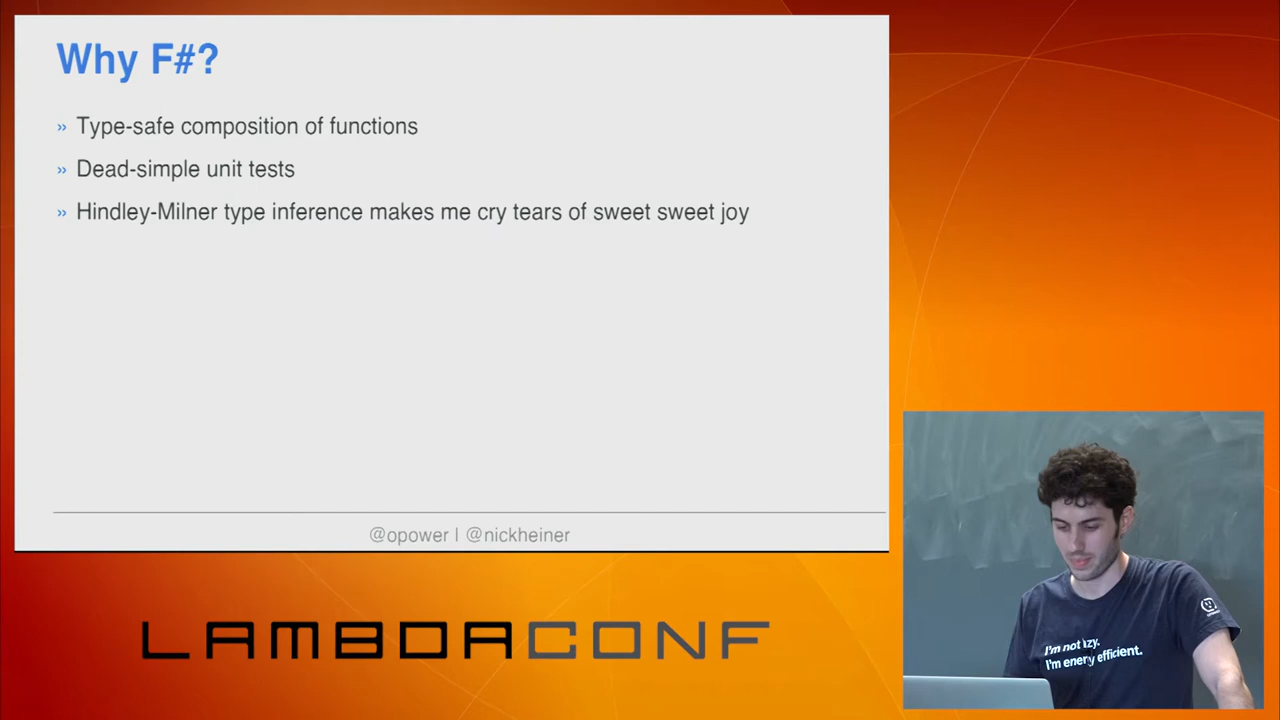 Why F#?
» Type-safe composition of functions
» Dead-simple unit tests
» Hindley-Milner type inference makes me cry tears of sweet sweet joy
@opower | @nickheiner
LAMBDACONF
I'm not lazy.
I'm energy efficient.